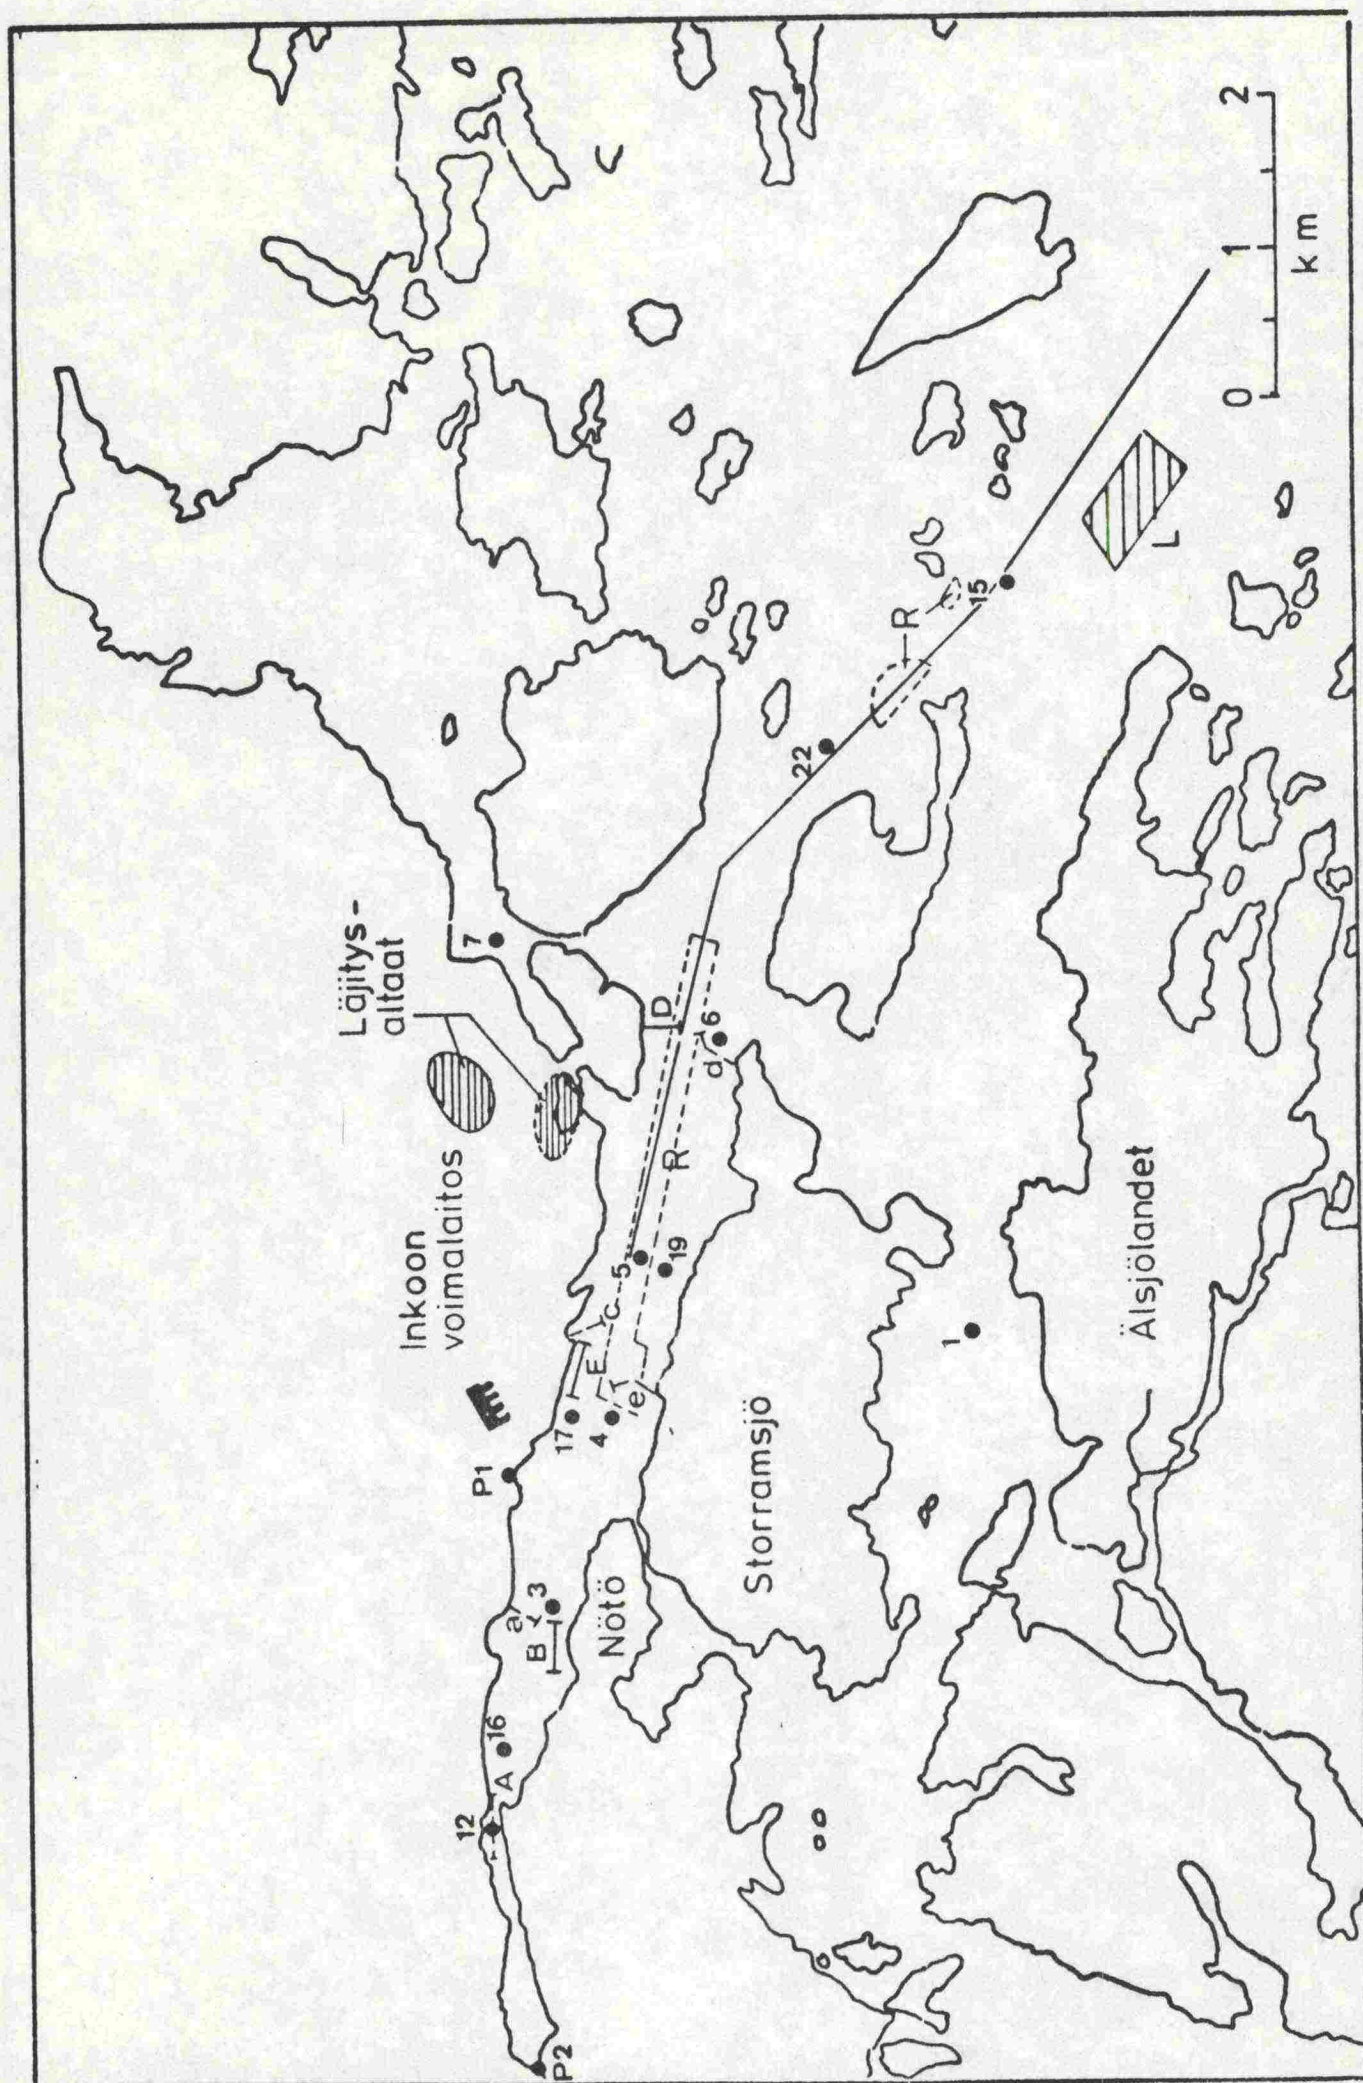 Läjitys-
altaat
Inkoon
voimalaitos
7
D
6
d
R
5
19
C
E
e
17
4
P1
a
3
B
Nötö
16
A
12
P2
Storramsjö
1
Älsjölandet
22
R
15
L
0 1 2
km